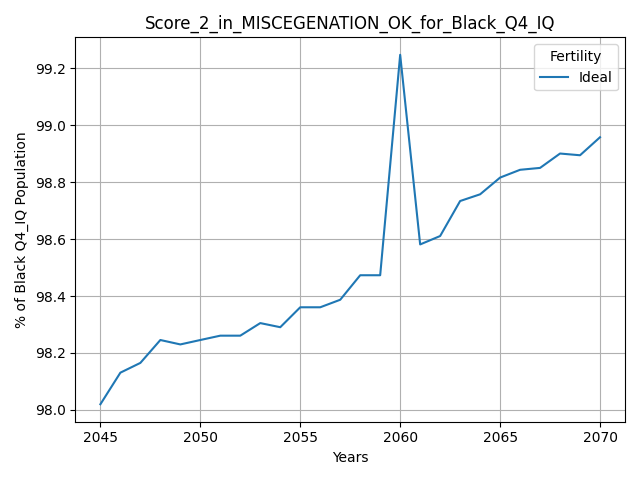 Score_2_in_MISCEGENATION_OK_for_Black_Q4_IQ
Fertility
Ideal
% of Black Q4_IQ Population
99.2
99.0
98.8
98.6
98.4
98.2
98.0
2045 2050 2055 2060 2065 2070
Years